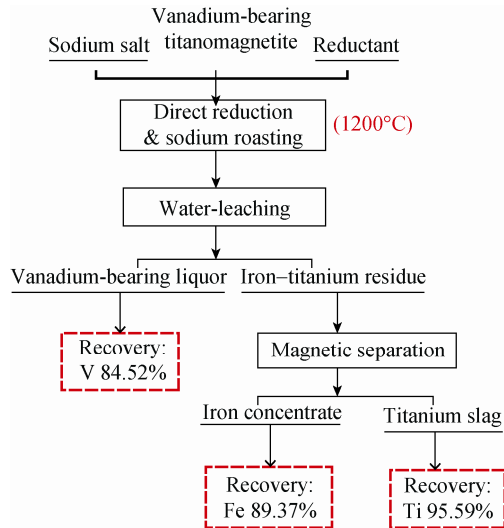 Vanadium-bearing
titanomagnetite
Sodium salt
Reductant
Direct reduction
& sodium roasting
(1200°C)
Water-leaching
Vanadium-bearing liquor
Iron–titanium residue
Recovery:
V 84.52%
Magnetic separation
Iron concentrate
Titanium slag
Recovery:
Fe 89.37%
Recovery:
Ti 95.59%